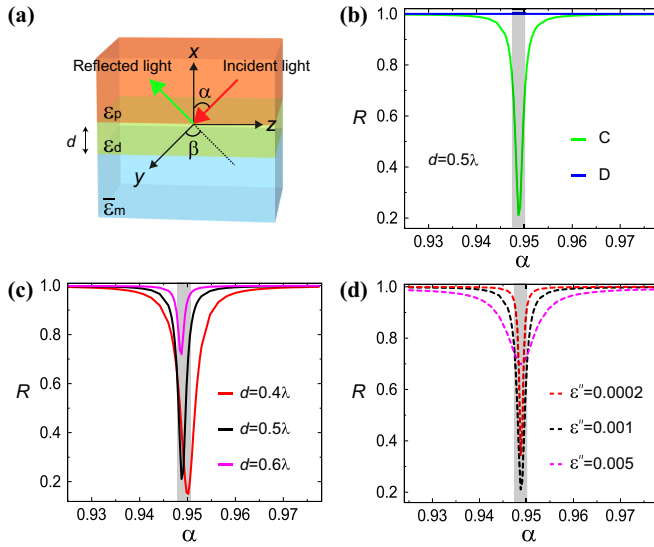 (a)
x
Reflected light
Incident light
α
εp
z
d
εd
β
y
ε̅m
(b)
1.0
0.8
R
0.6
0.4
0.2
C
d=0.5λ
D
0.93
0.94
0.95
0.96
0.97
α
(c)
1.0
0.8
R
0.6
0.4
0.2
d=0.4λ
d=0.5λ
d=0.6λ
0.93
0.94
0.95
0.96
0.97
α
(d)
1.0
0.8
R
0.6
0.4
0.2
ε″=0.0002
ε″=0.001
ε″=0.005
0.93
0.94
0.95
0.96
0.97
α